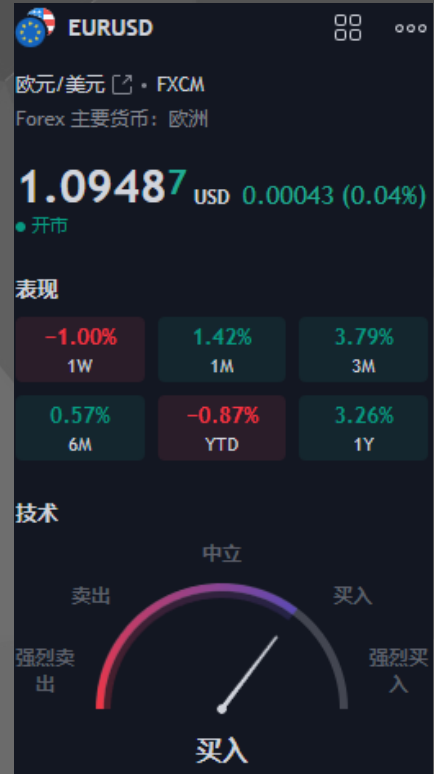 EURUSD
欧元/美元 · FXCM
Forex 主要货币：欧洲
1.09487 USD 0.00043 (0.04%)
开市
表现
−1.00% 1.42% 3.79%
1W 1M 3M
0.57% −0.87% 3.26%
6M YTD 1Y
技术
中立
卖出 买入
强烈卖 强烈买
出 入
买入